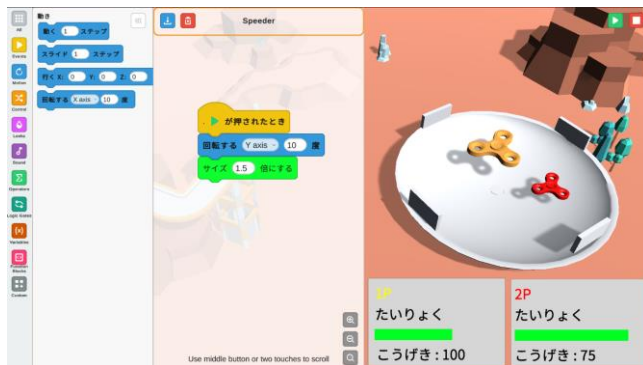 All
Events
Motion
Control
Looks
Sound
Operators
Logic Gates
Variables
Function Blocks
Custom
動き
動く 1 ステップ
スライド 1 ステップ
行く X: 0 Y: 0 Z: 0
回転する X axis 10 度
Speeder
が押されたとき
回転する Y axis 10 度
サイズ 1.5 倍にする
Use middle button or two touches to scroll
1P
たいりょく
こうげき : 100
2P
たいりょく
こうげき : 75